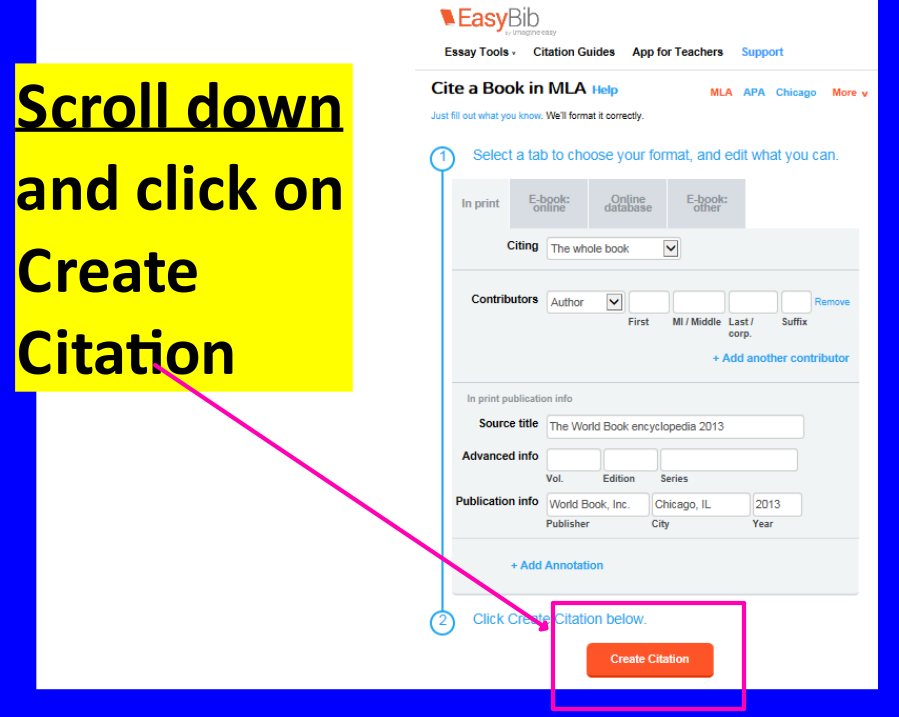 EasyBib
Essay Tools Citation Guides App for Teachers Support
Scroll down
and click on
Create
Citation
Cite a Book in MLA Help MLA APA Chicago More v
Just fill out what you know. We'll format it correctly.
1 Select a tab to choose your format, and edit what you can.
In print E-book: online Online database E-book: other
Citing The whole book
Contributors Author Remove
First MI / Middle Last / corp. Suffix
+ Add another contributor
In print publication info
Source title The World Book encyclopedia 2013
Advanced info
Vol. Edition Series
Publication info World Book, Inc. Chicago, IL 2013
Publisher City Year
+ Add Annotation
2 Click Create Citation below.
Create Citation